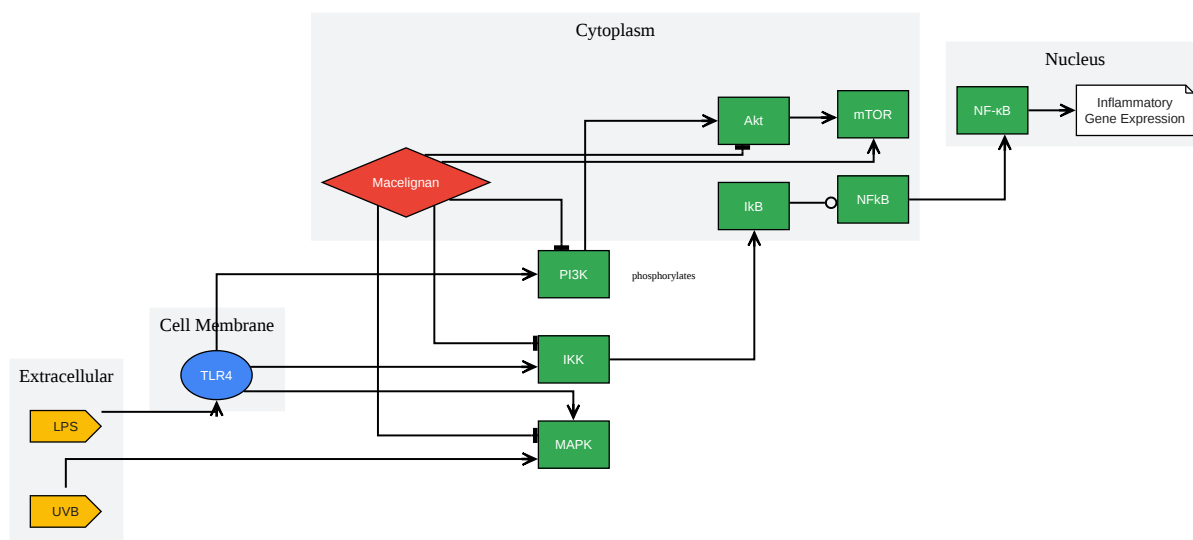 Cytoplasm
Nucleus
NF-κB
Inflammatory
Gene Expression
Akt
mTOR
Macelignan
IkB
NFkB
PI3K
phosphorylates
Cell Membrane
TLR4
IKK
Extracellular
LPS
MAPK
UVB